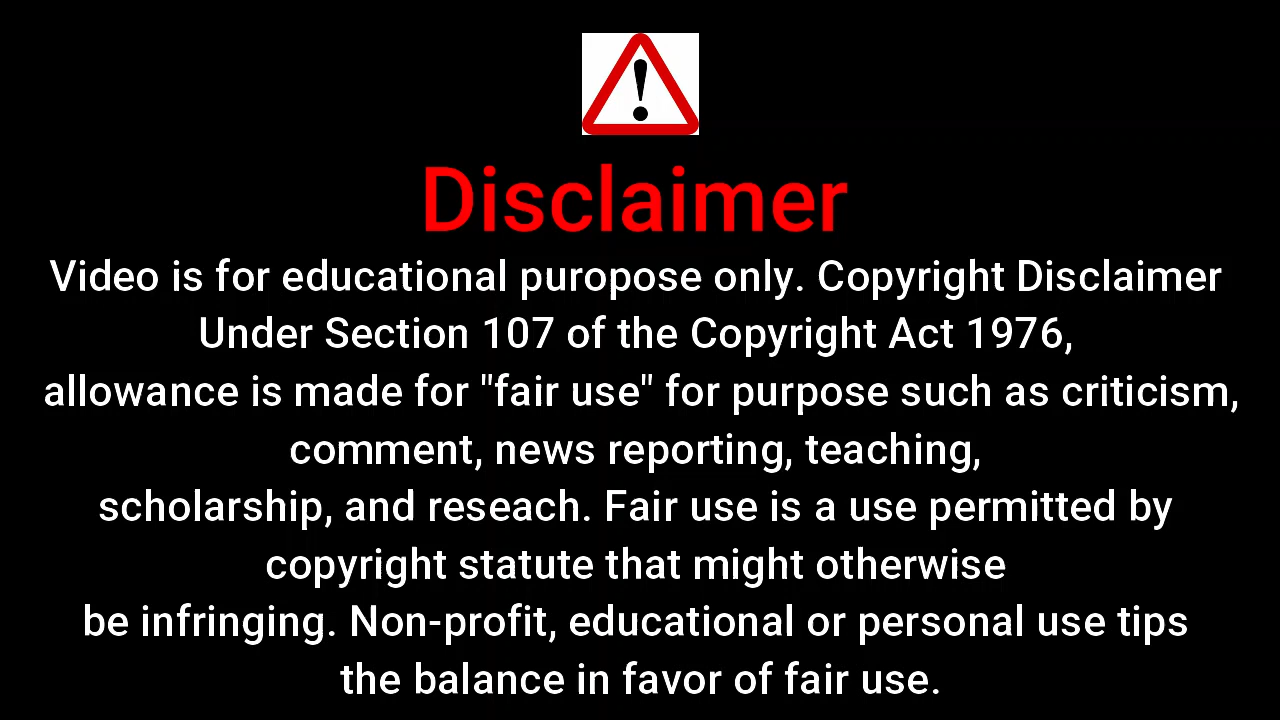 Disclaimer
Video is for educational puropose only. Copyright Disclaimer
Under Section 107 of the Copyright Act 1976,
allowance is made for "fair use" for purpose such as criticism,
comment, news reporting, teaching,
scholarship, and reseach. Fair use is a use permitted by
copyright statute that might otherwise
be infringing. Non-profit, educational or personal use tips
the balance in favor of fair use.